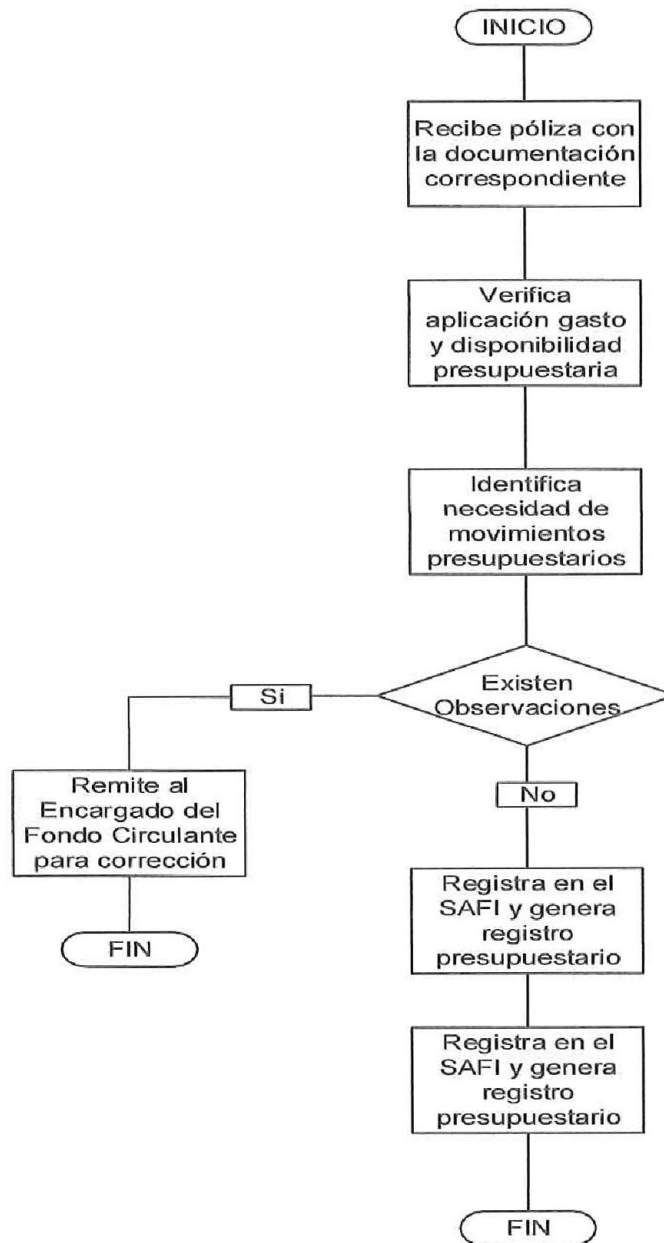 INICIO
Recibe póliza con
la documentación
correspondiente
Verifica
aplicación gasto
y disponibilidad
presupuestaria
Identifica
necesidad de
movimientos
presupuestarios
Existen
Observaciones
Si
No
Remite al
Encargado del
Fondo Circulante
para corrección
FIN
Registra en el
SAFI y genera
registro
presupuestario
Registra en el
SAFI y genera
registro
presupuestario
FIN